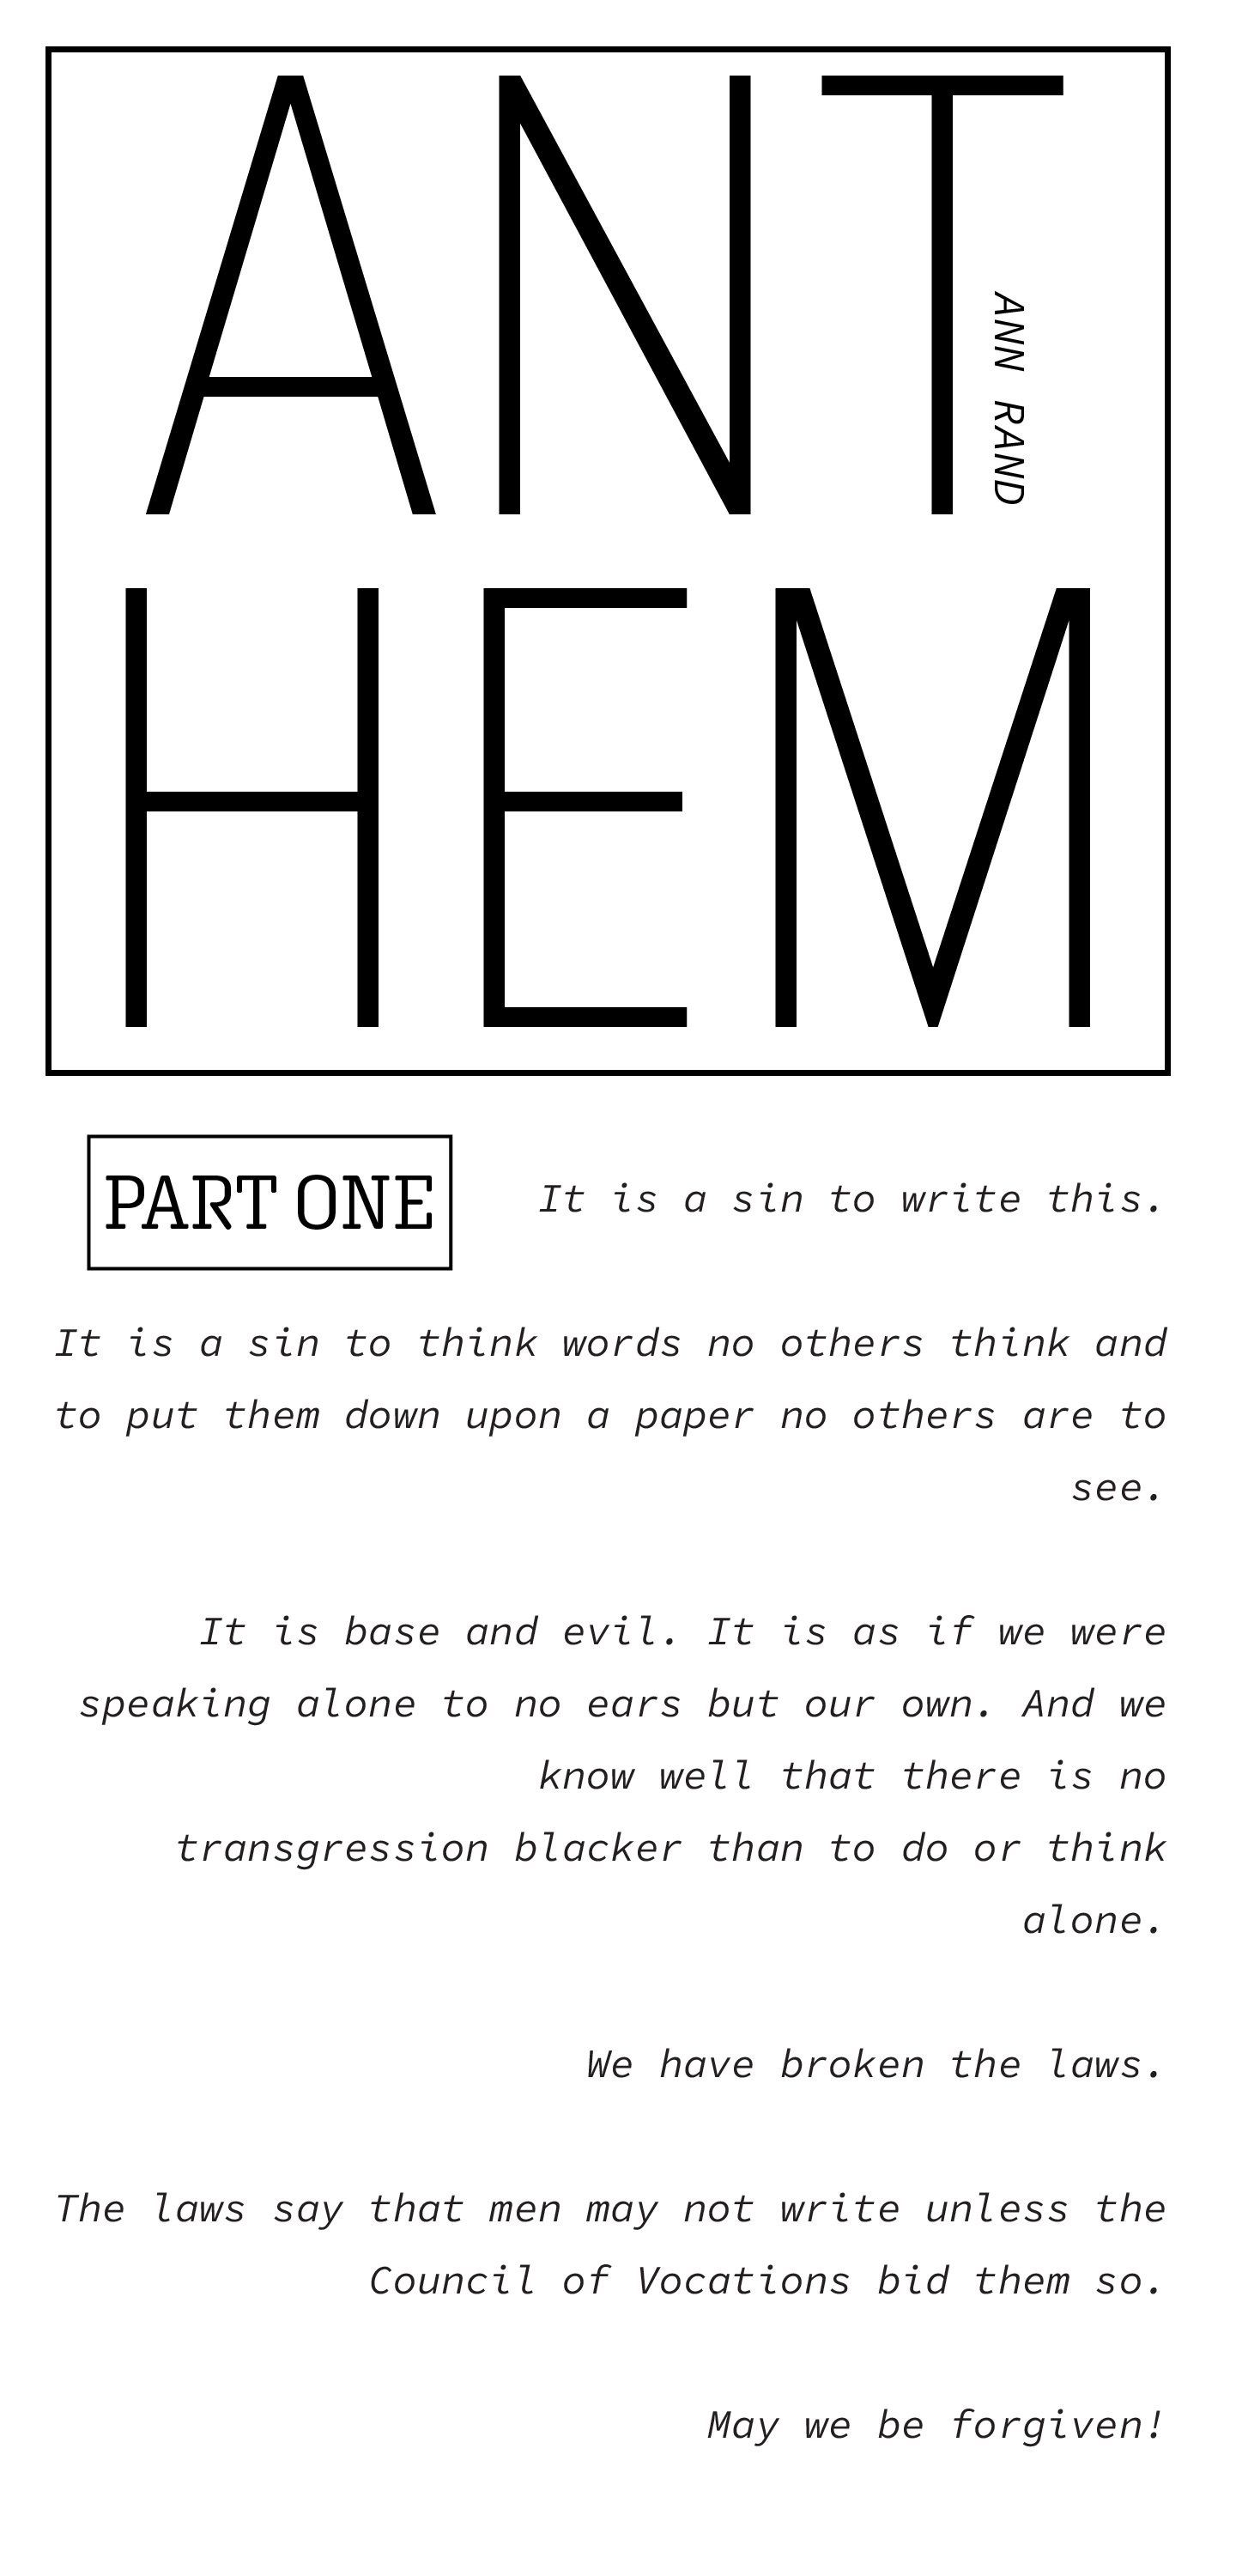 ANT
ANN RAND
HEM
PART ONE
It is a sin to write this.
It is a sin to think words no others think and
to put them down upon a paper no others are to
see.
It is base and evil. It is as if we were
speaking alone to no ears but our own. And we
know well that there is no
transgression blacker than to do or think
alone.
We have broken the laws.
The laws say that men may not write unless the
Council of Vocations bid them so.
May we be forgiven!